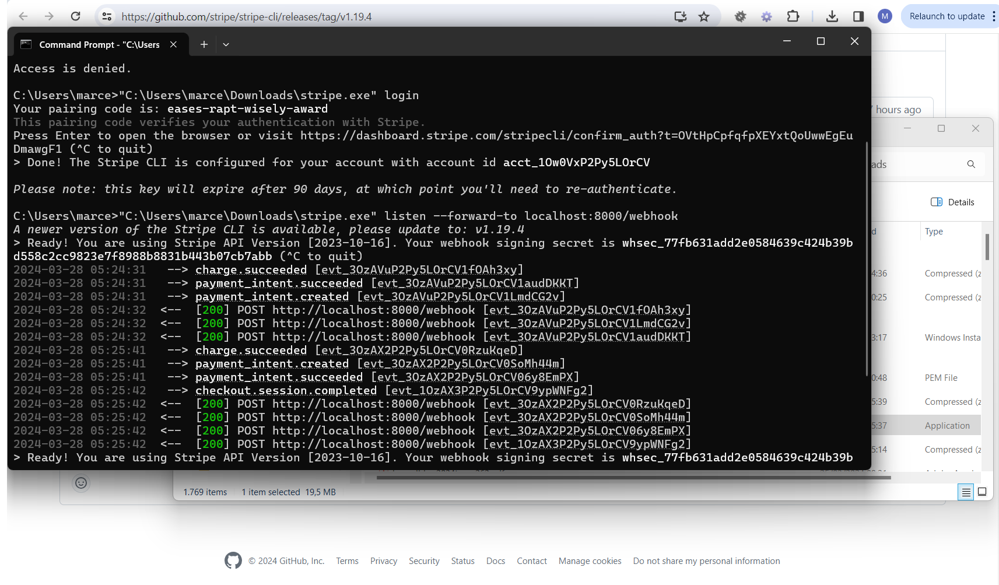 https://github.com/stripe/stripe-cli/releases/tag/v1.19.4
M
Relaunch to update
Command Prompt - "C:\Users
Access is denied.
C:\Users\marce>"C:\Users\marce\Downloads\stripe.exe" login
Your pairing code is: eases-rapt-wisely-award
This pairing code verifies your authentication with Stripe.
Press Enter to open the browser or visit https://dashboard.stripe.com/stripecli/confirm_auth?t=OVtHpCpfqfpXEYxtQoUwwEgEu
DmawgF1 (^C to quit)
> Done! The Stripe CLI is configured for your account with account id acct_1Ow0VxP2Py5LOrCV
Please note: this key will expire after 90 days, at which point you'll need to re-authenticate.
C:\Users\marce>"C:\Users\marce\Downloads\stripe.exe" listen --forward-to localhost:8000/webhook
A newer version of the Stripe CLI is available, please update to: v1.19.4
> Ready! You are using Stripe API Version [2023-10-16]. Your webhook signing secret is whsec_77fb631add2e0584639c424b39b
d558c2cc9823e7f8988b8831b443b07cb7abb (^C to quit)
2024-03-28 05:24:31   --> charge.succeeded [evt_3OzAVuP2Py5LOrCV1fOAh3xy]
2024-03-28 05:24:31   --> payment_intent.succeeded [evt_3OzAVuP2Py5LOrCV1audDKKT]
2024-03-28 05:24:31   --> payment_intent.created [evt_3OzAVuP2Py5LOrCV1LmdCG2v]
2024-03-28 05:24:32  <--  [200] POST http://localhost:8000/webhook [evt_3OzAVuP2Py5LOrCV1fOAh3xy]
2024-03-28 05:24:32  <--  [200] POST http://localhost:8000/webhook [evt_3OzAVuP2Py5LOrCV1LmdCG2v]
2024-03-28 05:24:32  <--  [200] POST http://localhost:8000/webhook [evt_3OzAVuP2Py5LOrCV1audDKKT]
2024-03-28 05:25:41   --> charge.succeeded [evt_3OzAX2P2Py5LOrCV0RzuKqeD]
2024-03-28 05:25:41   --> payment_intent.created [evt_3OzAX2P2Py5LOrCV0SoMh44m]
2024-03-28 05:25:41   --> payment_intent.succeeded [evt_3OzAX2P2Py5LOrCV06y8EmPX]
2024-03-28 05:25:42   --> checkout.session.completed [evt_1OzAX3P2Py5LOrCV9ypWNFg2]
2024-03-28 05:25:42  <--  [200] POST http://localhost:8000/webhook [evt_3OzAX2P2Py5LOrCV0RzuKqeD]
2024-03-28 05:25:42  <--  [200] POST http://localhost:8000/webhook [evt_3OzAX2P2Py5LOrCV0SoMh44m]
2024-03-28 05:25:42  <--  [200] POST http://localhost:8000/webhook [evt_3OzAX2P2Py5LOrCV06y8EmPX]
2024-03-28 05:25:42  <--  [200] POST http://localhost:8000/webhook [evt_1OzAX3P2Py5LOrCV9ypWNFg2]
> Ready! You are using Stripe API Version [2023-10-16]. Your webhook signing secret is whsec_77fb631add2e0584639c424b39b
hours ago
ads
Details
d Type
4:36 Compressed (z
0:25 Compressed (z
3:17 Windows Insta
0:48 PEM File
5:39 Compressed (z
5:37 Application
5:14 Compressed (z
1.769 items 1 item selected 19,5 MB
© 2024 GitHub, Inc. Terms Privacy Security Status Docs Contact Manage cookies Do not share my personal information